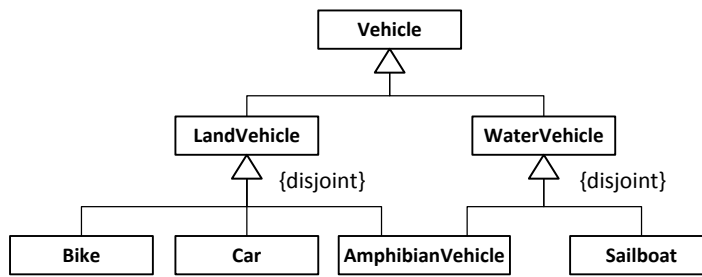 Vehicle
LandVehicle
WaterVehicle
{disjoint}
{disjoint}
Bike
Car
AmphibianVehicle
Sailboat